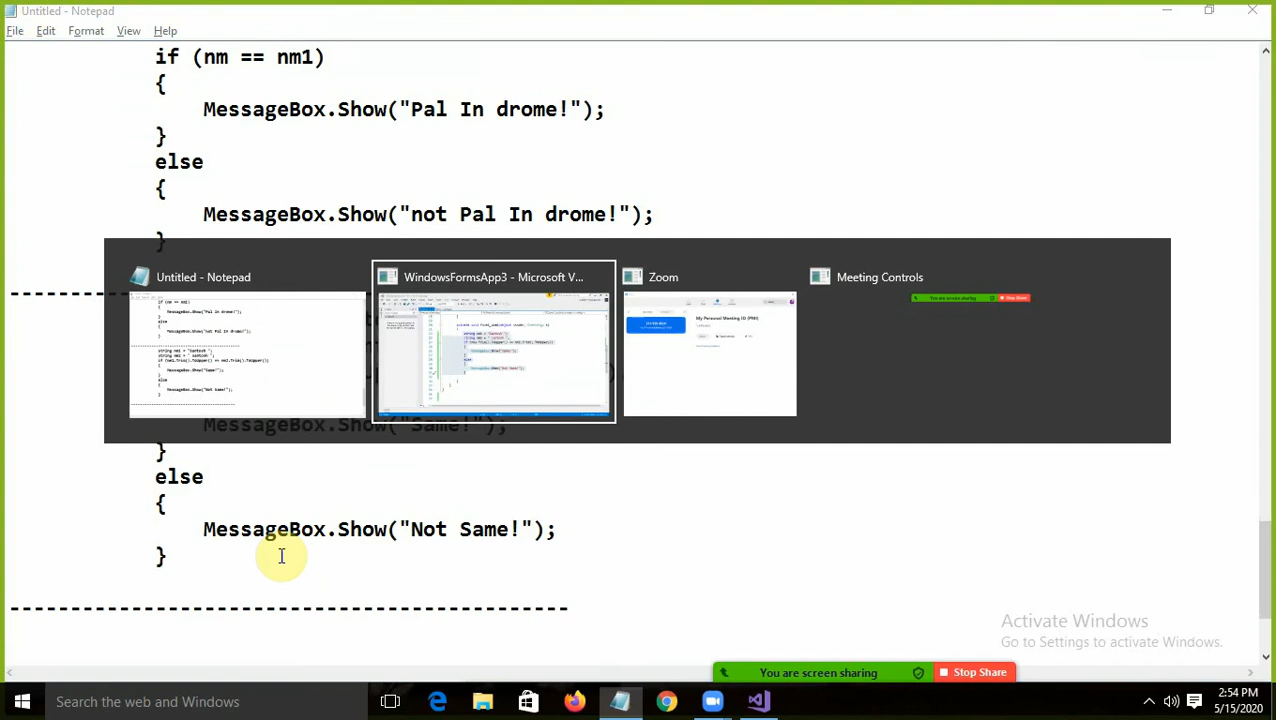 Untitled - Notepad
File Edit Format View Help
if (nm == nm1)
{
MessageBox.Show("Pal In drome!");
}
else
{
MessageBox.Show("not Pal In drome!");
}
Untitled - Notepad
WindowsFormsApp3 - Microsoft V...
Zoom
Meeting Controls
MessageBox.Show("Same!");
}
else
{
MessageBox.Show("Not Same!");
}
-----------------------------------------------
Activate Windows
Go to Settings to activate Windows.
You are screen sharing
Stop Share
Search the web and Windows
2:54 PM
5/15/2020